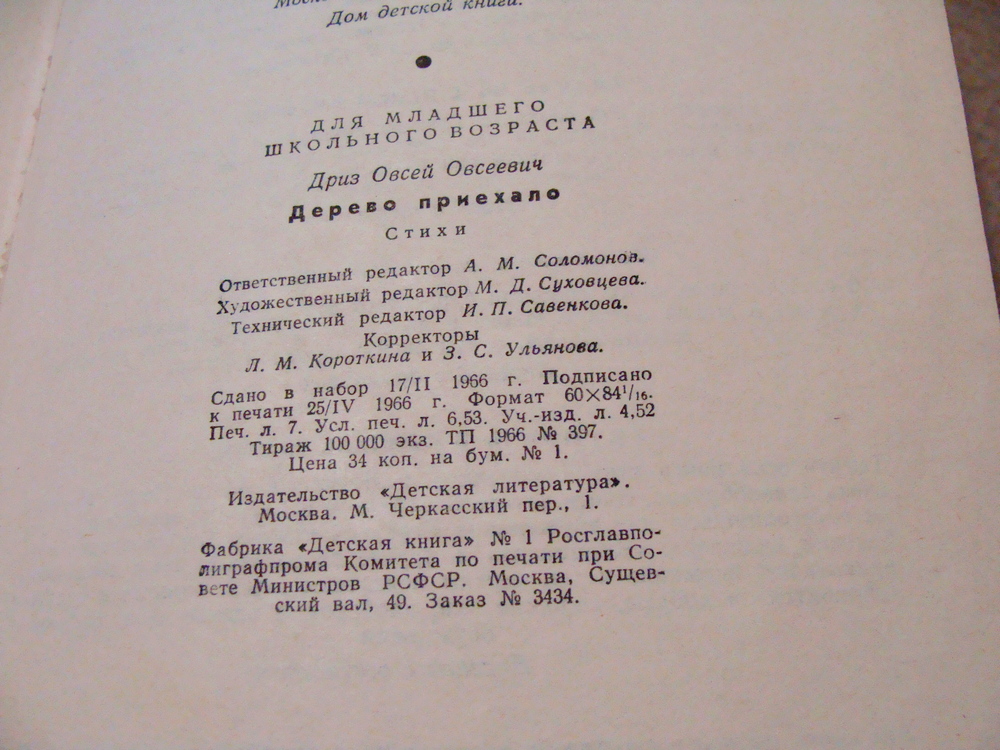 Дом детской книги.
ДЛЯ МЛАДШЕГО
ШКОЛЬНОГО ВОЗРАСТА
Дриз Овсей Овсеевич
Дерево приехало
Стихи
Ответственный редактор А. М. Соломонов.
Художественный редактор М. Д. Суховцева.
Технический редактор И. П. Савенкова.
Корректоры
Л. М. Короткина и З. С. Ульянова.
Сдано в набор 17/II 1966 г. Подписано
к печати 25/IV 1966 г. Формат 60×84¹/₁₆.
Печ. л. 7. Усл. печ. л. 6,53. Уч.-изд. л. 4,52
Тираж 100 000 экз. ТП 1966 № 397.
Цена 34 коп. на бум. № 1.
Издательство «Детская литература».
Москва. М. Черкасский пер., 1.
Фабрика «Детская книга» № 1 Росглавпо-
лиграфпрома Комитета по печати при Со-
вете Министров РСФСР. Москва, Сущев-
ский вал, 49. Заказ № 3434.